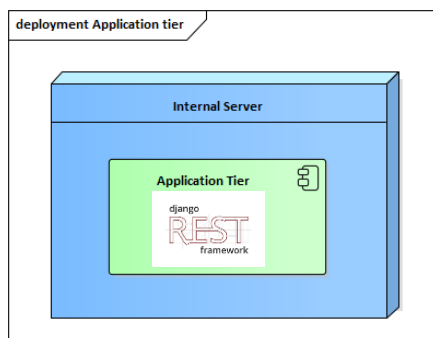 deployment Application tier
Internal Server
Application Tier
django
REST
framework